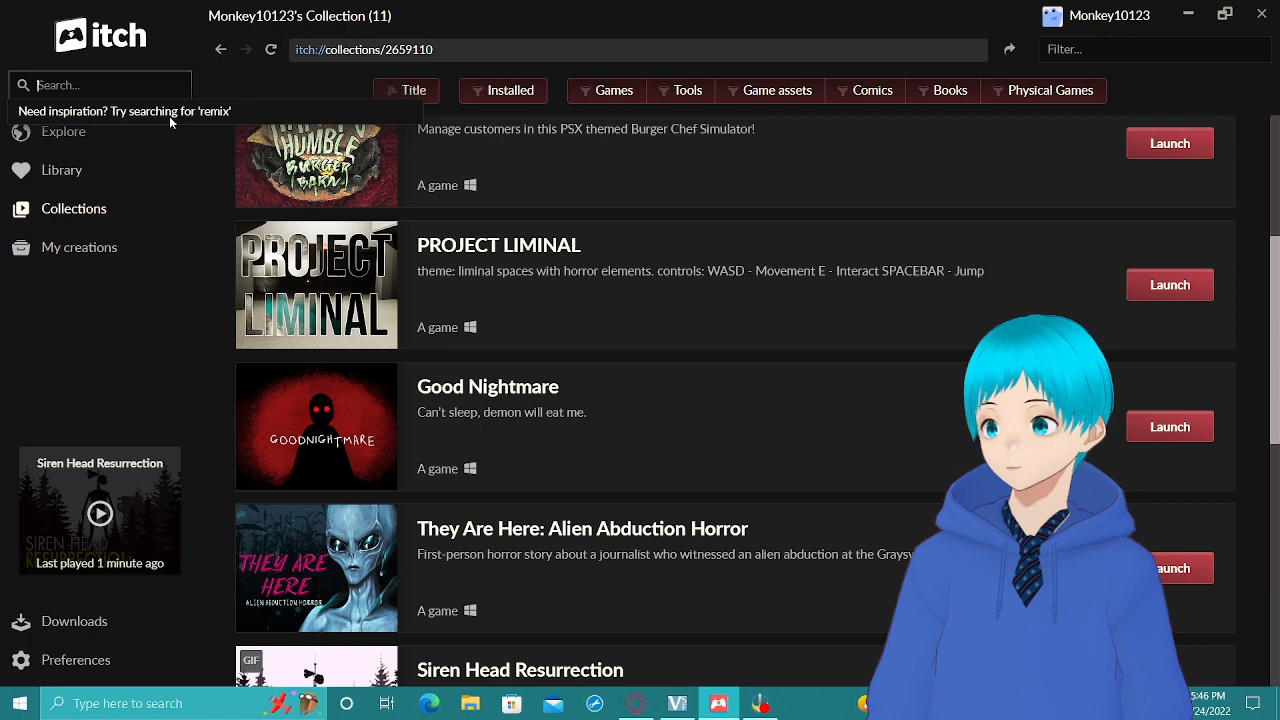 Monkey10123's Collection (11)
Monkey10123
itch
itch://collections/2659110
Filter...
Search...
Title
Installed
Games
Tools
Game assets
Comics
Books
Physical Games
Need inspiration? Try searching for 'remix'
Explore
Library
Collections
My creations
HUMBLE
BURGER
BARN
Manage customers in this PSX themed Burger Chef Simulator!
A game
Launch
PROJECT
LIMINAL
PROJECT LIMINAL
theme: liminal spaces with horror elements. controls: WASD - Movement E - Interact SPACEBAR - Jump
A game
Launch
GOODNIGHTMARE
Good Nightmare
Can't sleep, demon will eat me.
A game
Launch
THEY ARE
HERE
ALIEN ABDUCTION HORROR
They Are Here: Alien Abduction Horror
First-person horror story about a journalist who witnessed an alien abduction at the
A game
GIF
Siren Head Resurrection
Siren Head Resurrection
SIREN HEAD
RESURRECTION
Last played 1 minute ago
Downloads
Preferences
Type here to search
5:46 PM
24/2022